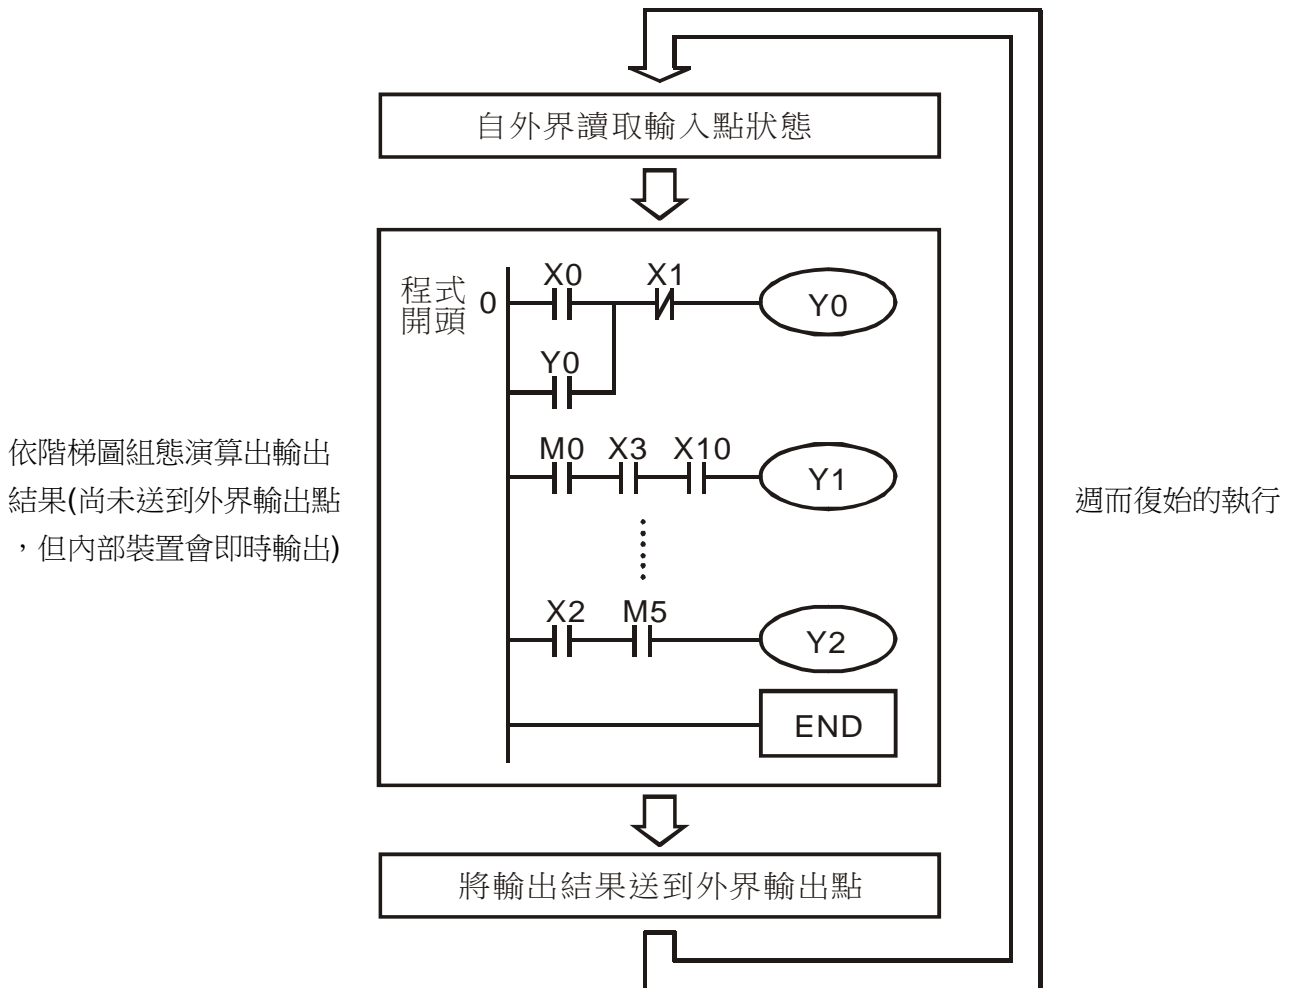 自外界讀取輸入點狀態
程式
開頭
0
X0
X1
Y0
Y0
M0
X3
X10
Y1
X2
M5
Y2
END
依階梯圖組態演算出輸出
結果(尚未送到外界輸出點
，但內部裝置會即時輸出)
週而復始的執行
將輸出結果送到外界輸出點